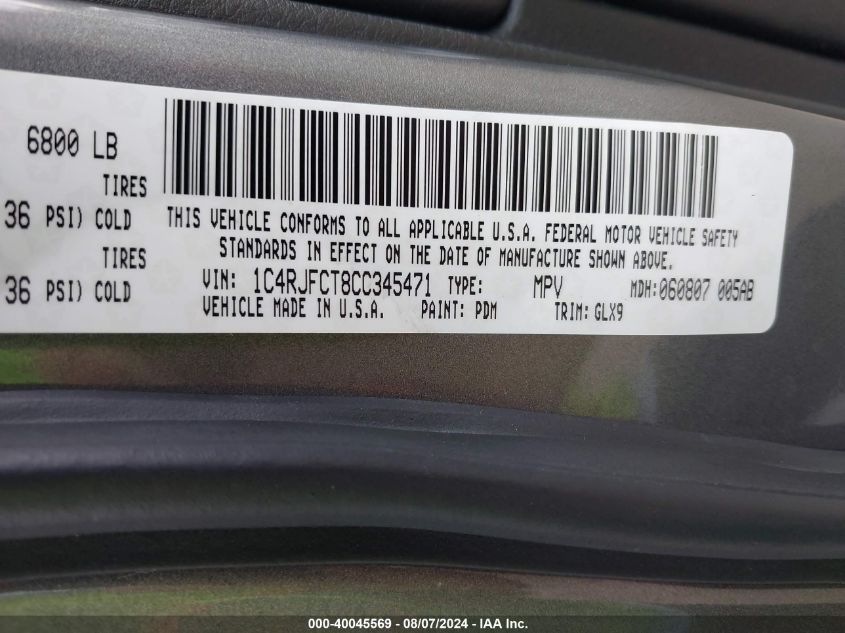 6800 LB
TIRES
36 PSI) COLD
THIS VEHICLE CONFORMS TO ALL APPLICABLE U.S.A. FEDERAL MOTOR VEHICLE SAFETY
STANDARDS IN EFFECT ON THE DATE OF MANUFACTURE SHOWN ABOVE.
TIRES
36 PSI) COLD
VIN: 1C4RJFCT8CC345471 TYPE: MPV MDH:060807 005AB
VEHICLE MADE IN U.S.A. PAINT: PDM TRIM: GLX9
000-40045569 - 08/07/2024 - IAA Inc.